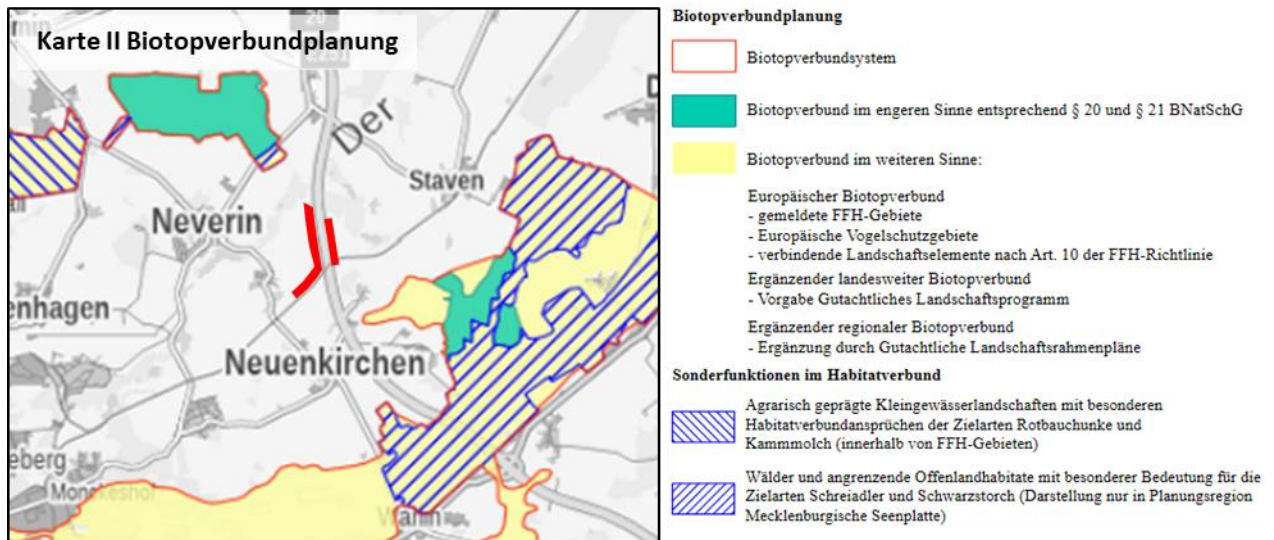 Karte II Biotopverbundplanung
20
Der
Staven
Neverin
enhagen
Neuenkirchen
eberg
Monckeshof
Warlin
Biotopverbundplanung
Biotopverbundsystem
Biotopverbund im engeren Sinne entsprechend § 20 und § 21 BNatSchG
Biotopverbund im weiteren Sinne:
Europäischer Biotopverbund
- gemeldete FFH-Gebiete
- Europäische Vogelschutzgebiete
- verbindende Landschaftselemente nach Art. 10 der FFH-Richtlinie
Ergänzender landesweiter Biotopverbund
- Vorgabe Gutachtliches Landschaftsprogramm
Ergänzender regionaler Biotopverbund
- Ergänzung durch Gutachtliche Landschaftsrahmenpläne
Sonderfunktionen im Habitatverbund
Agrarisch geprägte Kleingewässerlandschaften mit besonderen
Habitatverbundansprüchen der Zielarten Rotbauchunke und
Kammmolch (innerhalb von FFH-Gebieten)
Wälder und angrenzende Offenlandhabitate mit besonderer Bedeutung für die
Zielarten Schreiadler und Schwarzstorch (Darstellung nur in Planungsregion
Mecklenburgische Seenplatte)